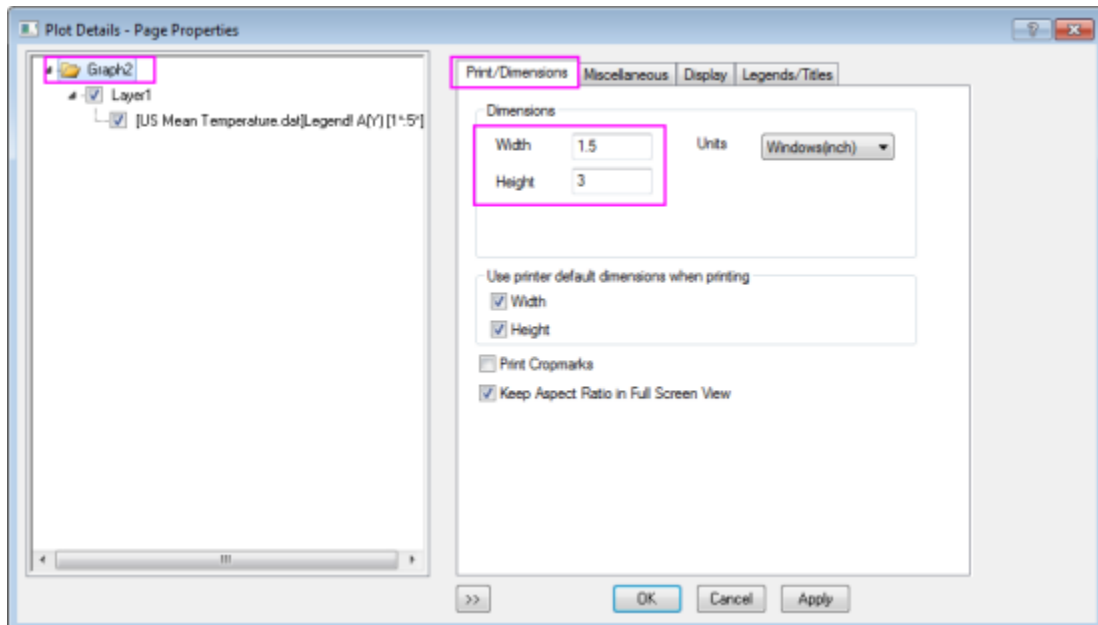 Plot Details - Page Properties
Graph2
Layer1
[US Mean Temperature.dat]Legend! A(Y) [1*:5*]
Print/Dimensions Miscellaneous Display Legends/Titles
Dimensions
Width 1.5 Units Windows(inch)
Height 3
Use printer default dimensions when printing
Width
Height
Print Cropmarks
Keep Aspect Ratio in Full Screen View
>> OK Cancel Apply